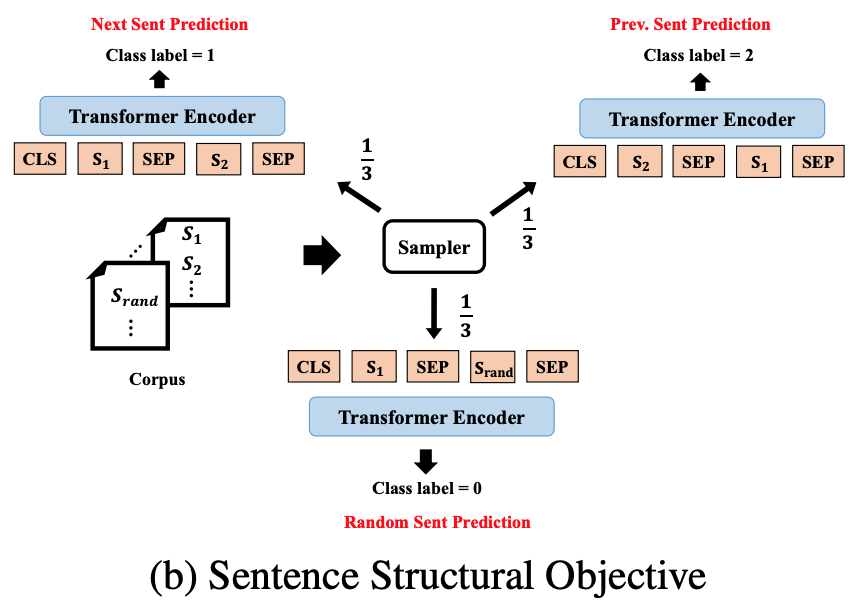 Next Sent Prediction
Class label = 1
Transformer Encoder
CLS S₁ SEP S₂ SEP
Prev. Sent Prediction
Class label = 2
Transformer Encoder
CLS S₂ SEP S₁ SEP
1/3
1/3
Sampler
1/3
S₁
S₂
⋮
S_rand
⋮
Corpus
CLS S₁ SEP S_rand SEP
Transformer Encoder
Class label = 0
Random Sent Prediction
(b) Sentence Structural Objective